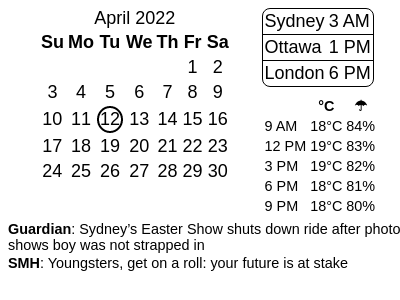 April 2022
Su Mo Tu We Th Fr Sa
1 2
3 4 5 6 7 8 9
10 11 12 13 14 15 16
17 18 19 20 21 22 23
24 25 26 27 28 29 30
Sydney 3 AM
Ottawa 1 PM
London 6 PM
°C ☂
9 AM 18°C 84%
12 PM 19°C 83%
3 PM 19°C 82%
6 PM 18°C 81%
9 PM 18°C 80%
Guardian: Sydney's Easter Show shuts down ride after photo
shows boy was not strapped in
SMH: Youngsters, get on a roll: your future is at stake